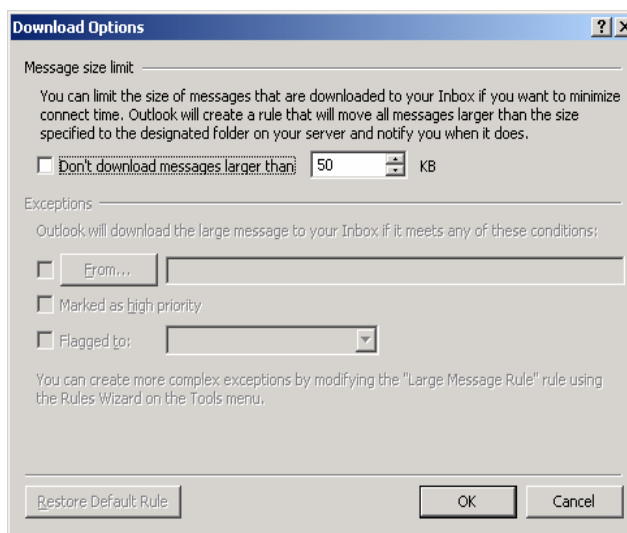 Download Options
Message size limit
You can limit the size of messages that are downloaded to your Inbox if you want to minimize
connect time. Outlook will create a rule that will move all messages larger than the size
specified to the designated folder on your server and notify you when it does.
Don't download messages larger than 50 KB
Exceptions
Outlook will download the large message to your Inbox if it meets any of these conditions:
From...
Marked as high priority
Flagged to:
You can create more complex exceptions by modifying the "Large Message Rule" rule using
the Rules Wizard on the Tools menu.
Restore Default Rule OK Cancel